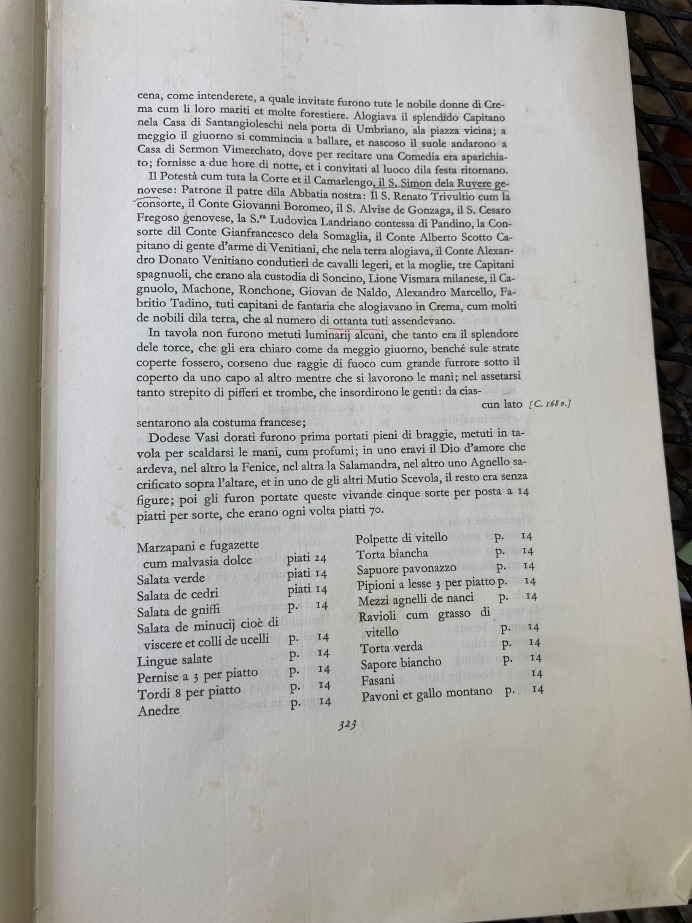 cena, come intenderete, a quale invitate furono tute le nobile donne di Cre-
ma cum li loro mariti et molte forestiere. Alogiava il splendido Capitano
nela Casa di Santangioleschi nela porta di Umbriano, ala piazza vicina; a
meggio il giuorno si commincia a ballare, et nascoso il suole andarono a
Casa di Sermon Vimerchato, dove per recitare una Comedia era aparichia-
to; fornisse a due hore di notte, et i convitati al luoco dila festa ritornano.
Il Potestà cum tuta la Corte et il Camarlengo, il S. Simon dela Ruvere ge-
novese: Patrone il patre dila Abbatia nostra: Il S. Renato Trivultio cum la
consorte, il Conte Giovanni Boromeo, il S. Alvise de Gonzaga, il S. Cesaro
Fregoso genovese, la S.ra Ludovica Landriano contessa di Pandino, la Con-
sorte dil Conte Gianfrancesco dela Somaglia, il Conte Alberto Scotto Ca-
pitano di gente d'arme di Venitiani, che nela terra alogiava, il Conte Alexan-
dro Donato Venitiano condutieri de cavalli legeri, et la moglie, tre Capitani
spagnuoli, che erano ala custodia di Soncino, Lione Vismara milanese, il Ca-
gnuolo, Machone, Ronchone, Giovan de Naldo, Alexandro Marcello, Fa-
britio Tadino, tuti capitani de fantaria che alogiavano in Crema, cum molti
de nobili dila terra, che al numero di ottanta tuti assendevano.
In tavola non furono metuti luminarij alcuni, che tanto era il splendore
dele torce, che gli era chiaro come da meggio giuorno, benché sule strate
coperte fossero, corseno due raggie di fuoco cum grande furrore sotto il
coperto da uno capo al altro mentre che si lavorono le mani; nel assetarsi
tanto strepito di pifferi et trombe, che insordirono le genti: da cias-
cun lato [C. 168 v.]
sentarono ala costuma francese;
Dodese Vasi dorati furono prima portati pieni di braggie, metuti in ta-
vola per scaldarsi le mani, cum profumi; in uno eravi il Dio d'amore che
ardeva, nel altro la Fenice, nel altra la Salamandra, nel altro uno Agnello sa-
crificato sopra l'altare, et in uno de gli altri Mutio Scevola, il resto era senza
figure; poi gli furon portate queste vivande cinque sorte per posta a 14
piatti per sorte, che erano ogni volta piatti 70.
Marzapani e fugazette
cum malvasia dolce piati 24
Salata verde piati 14
Salata de cedri piati 14
Salata de gniffi p. 14
Salata de minucij cioè di
viscere et colli de ucelli p. 14
Lingue salate p. 14
Pernise a 3 per piatto p. 14
Tordi 8 per piatto p. 14
Anedre p. 14
Polpette di vitello p. 14
Torta biancha p. 14
Sapuore pavonazzo p. 14
Pipioni a lesse 3 per piatto p. 14
Mezzi agnelli de nanci p. 14
Ravioli cum grasso di
vitello p. 14
Torta verda p. 14
Sapore biancho p. 14
Fasani 14
Pavoni et gallo montano p. 14
323